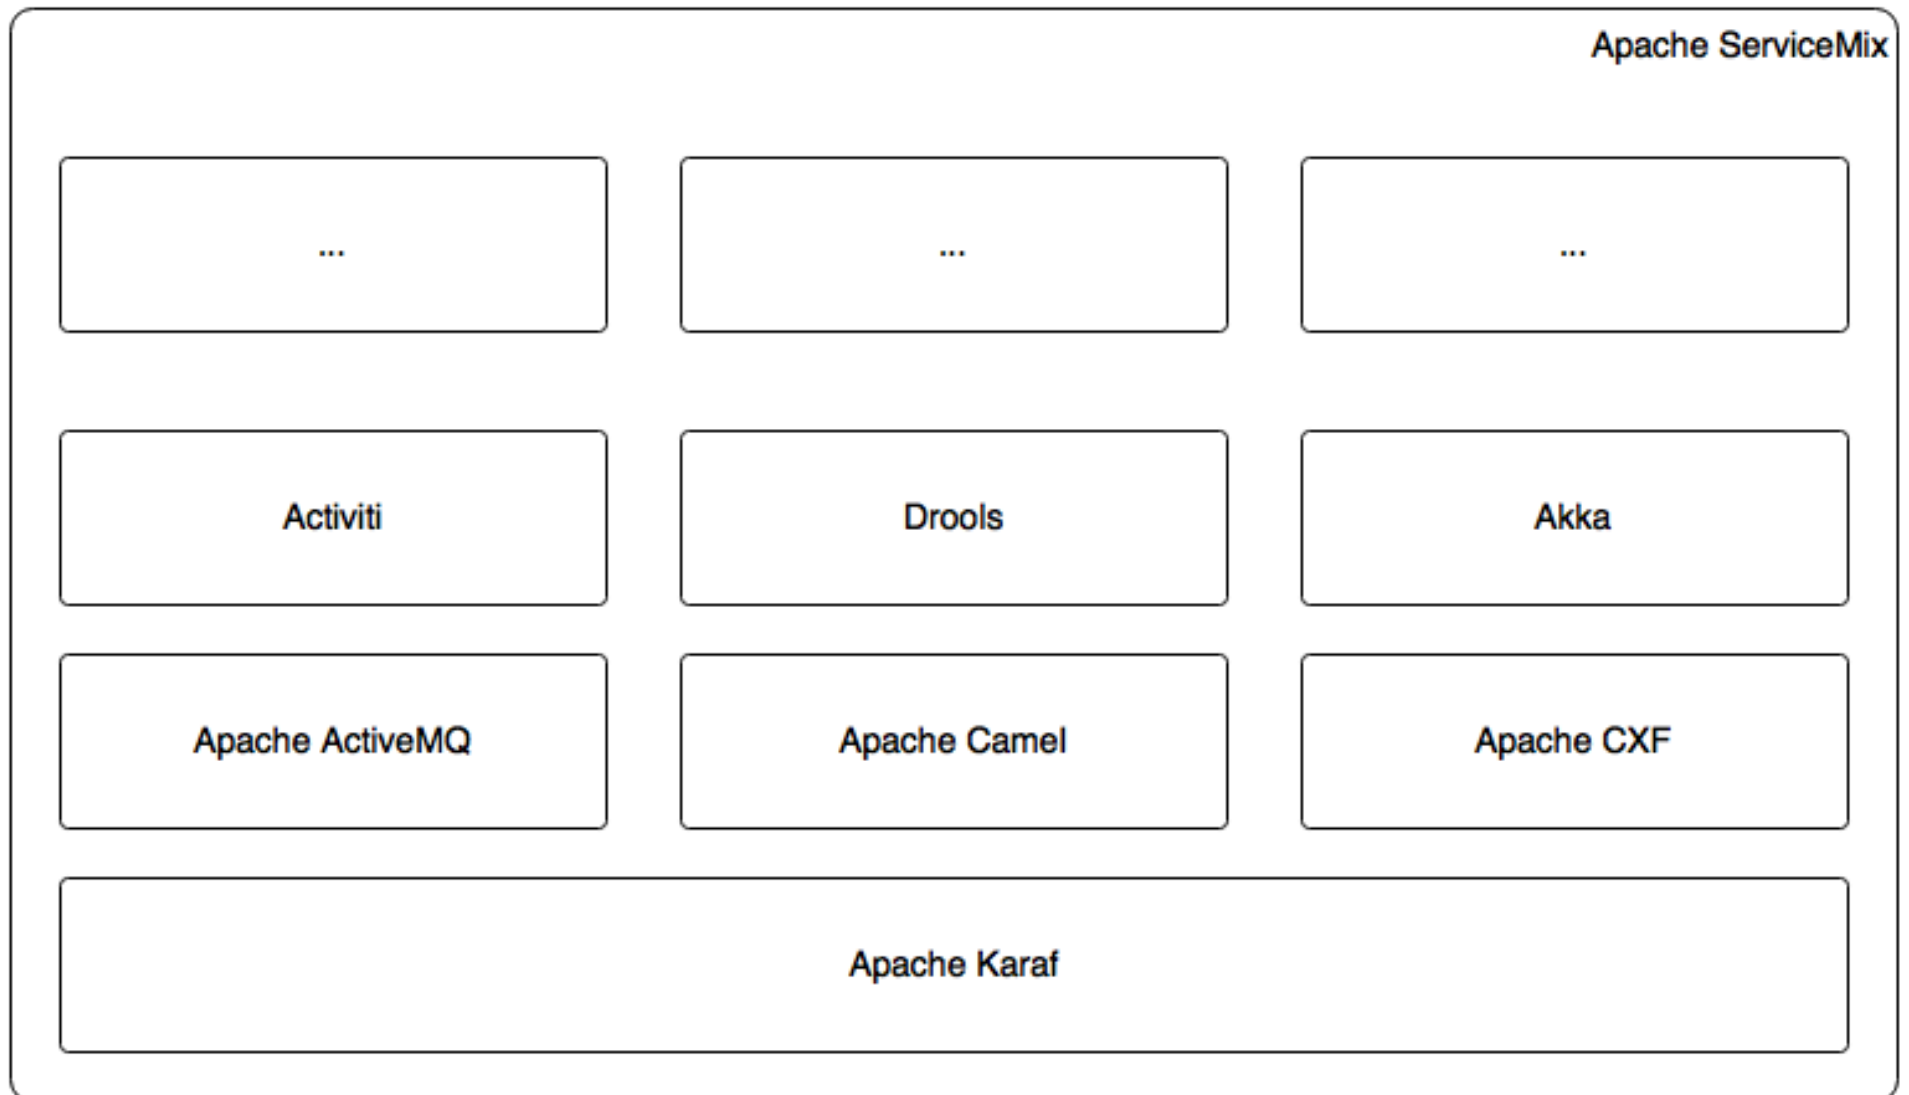 Apache ServiceMix
...
...
...
Activiti
Drools
Akka
Apache ActiveMQ
Apache Camel
Apache CXF
Apache Karaf